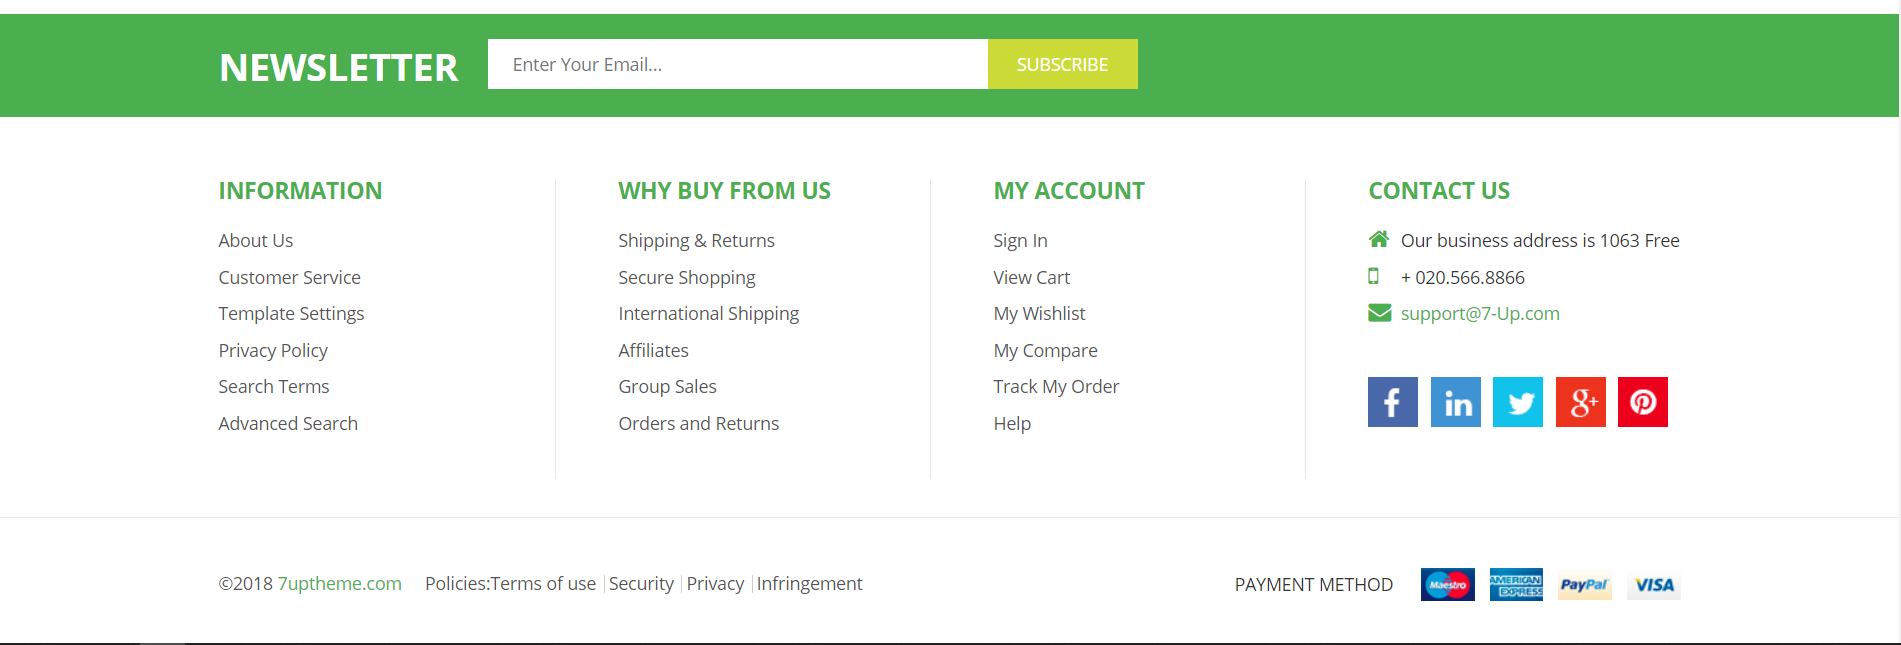 NEWSLETTER
Enter Your Email...
SUBSCRIBE
INFORMATION
About Us
Customer Service
Template Settings
Privacy Policy
Search Terms
Advanced Search
WHY BUY FROM US
Shipping & Returns
Secure Shopping
International Shipping
Affiliates
Group Sales
Orders and Returns
MY ACCOUNT
Sign In
View Cart
My Wishlist
My Compare
Track My Order
Help
CONTACT US
Our business address is 1063 Free
+ 020.566.8866
support@7-Up.com
f
in
g+
©2018 7uptheme.com
Policies:Terms of use | Security | Privacy | Infringement
PAYMENT METHOD
Maestro
AMERICAN
EXPRESS
PayPal
VISA